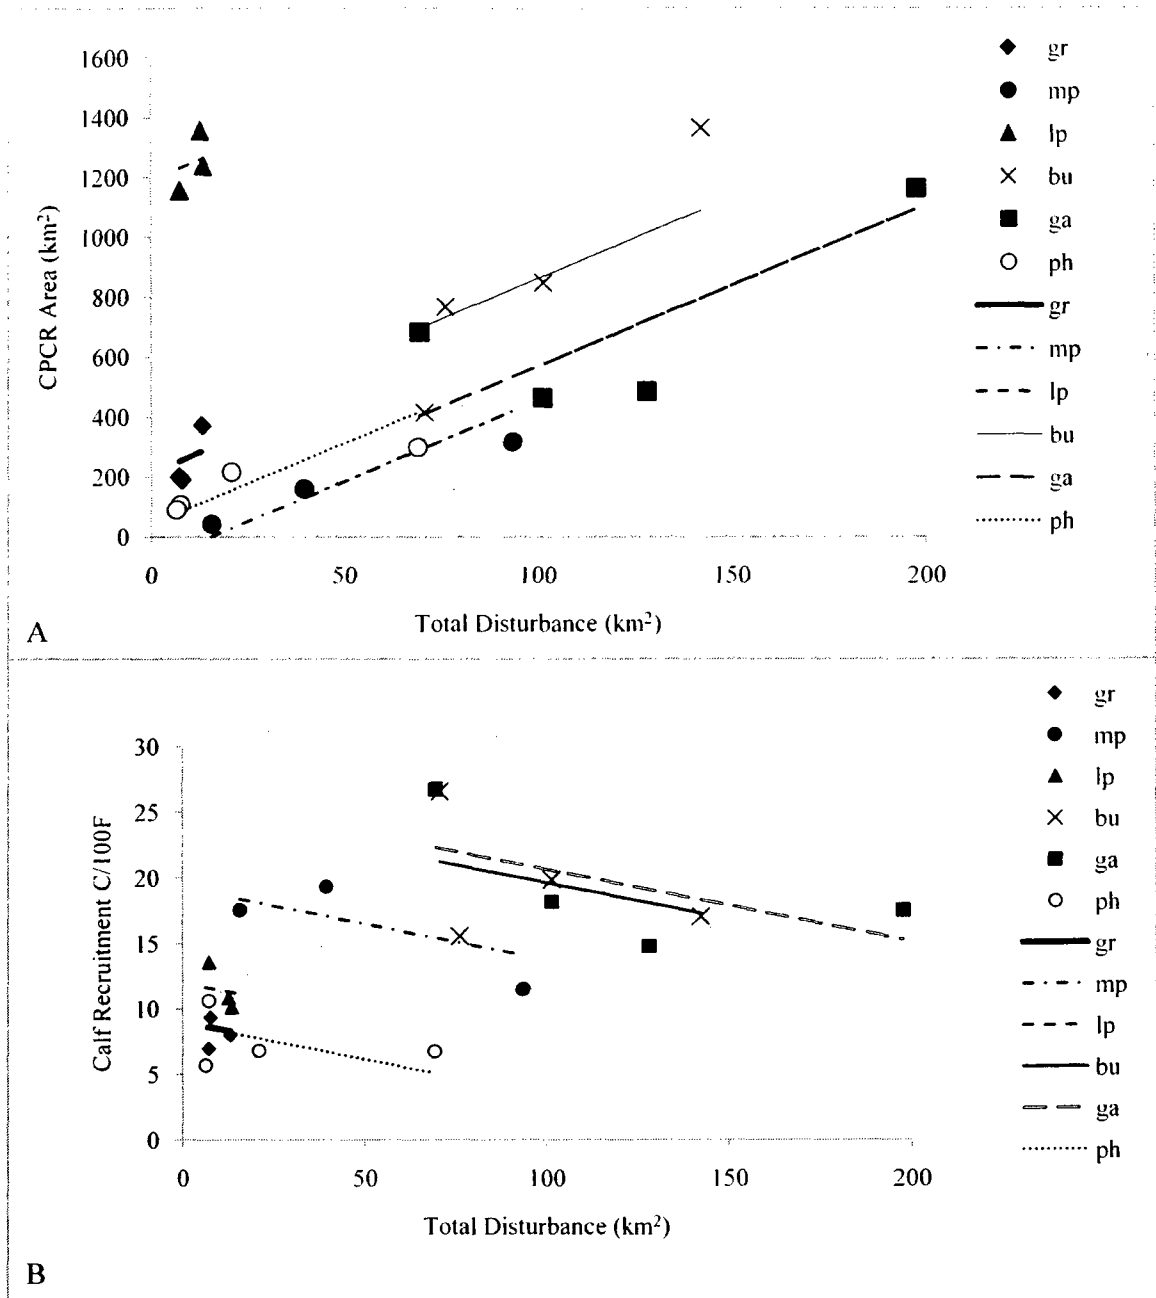 1600
1400
1200
1000
800
600
400
200
0
CPCR Area (km²)
0 50 100 150 200
Total Disturbance (km²)
gr
mp
lp
bu
ga
ph
gr
mp
lp
bu
ga
ph
A
30
25
20
15
10
5
0
Calf Recruitment C/100F
0 50 100 150 200
Total Disturbance (km²)
gr
mp
lp
bu
ga
ph
gr
mp
lp
bu
ga
ph
B